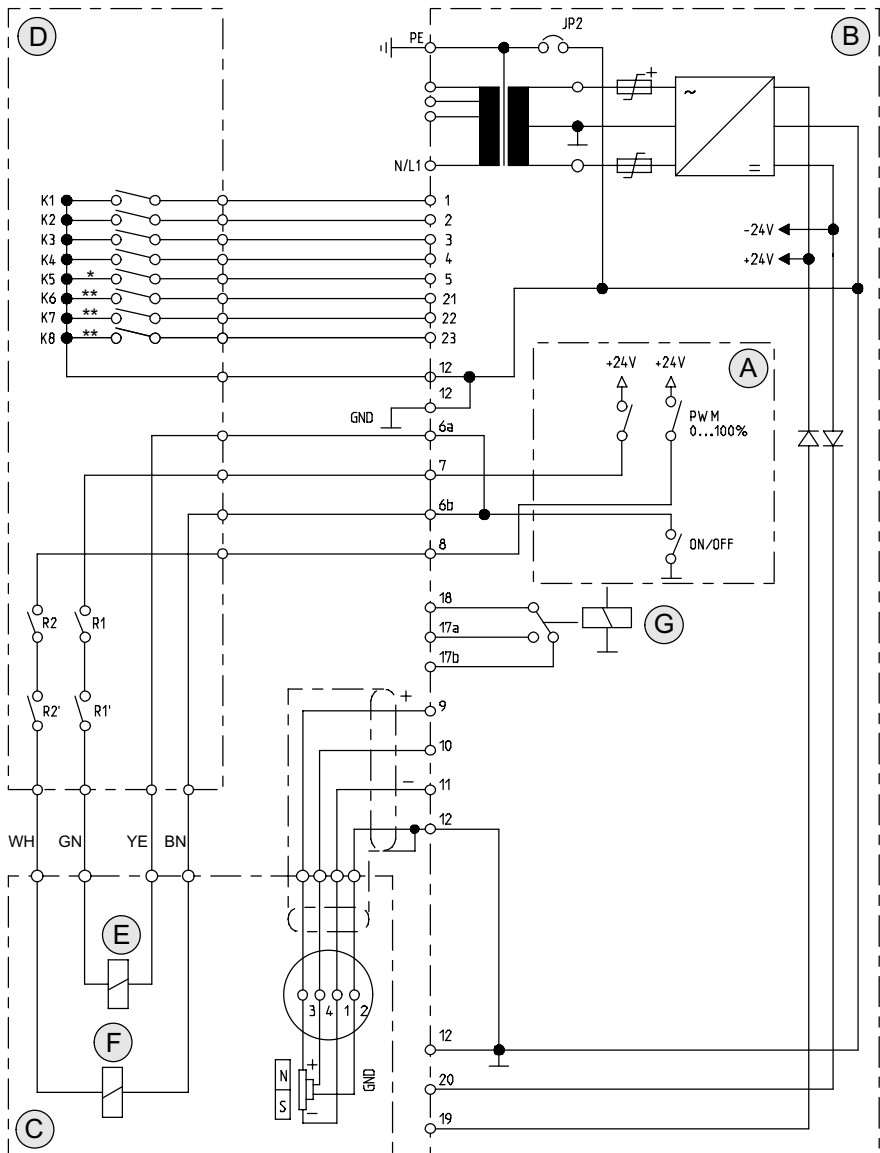 D
PE
JP2
B
+
~
=
N/L1
K1
1
K2
2
K3
3
K4
4
-24V
K5 *
5
+24V
K6 **
21
K7 **
22
K8 **
23
12
+24V +24V
A
12
GND
PWM
0...100%
6a
7
6b
8
ON/OFF
18
R2 R1
17a
G
17b
+
9
R2' R1'
10
-
11
12
WH GN YE BN
E
3 4 1 2
F
12
N
+
S
-
GND
20
19
C